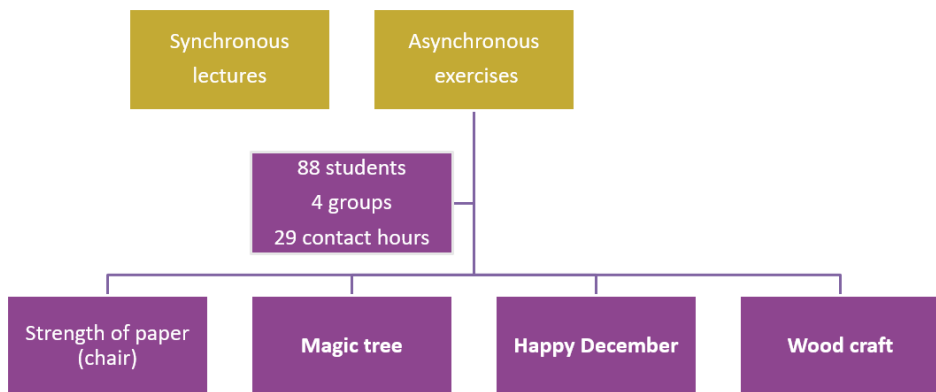 Synchronous
lectures
Asynchronous
exercises
88 students
4 groups
29 contact hours
Strength of paper
(chair)
Magic tree
Happy December
Wood craft